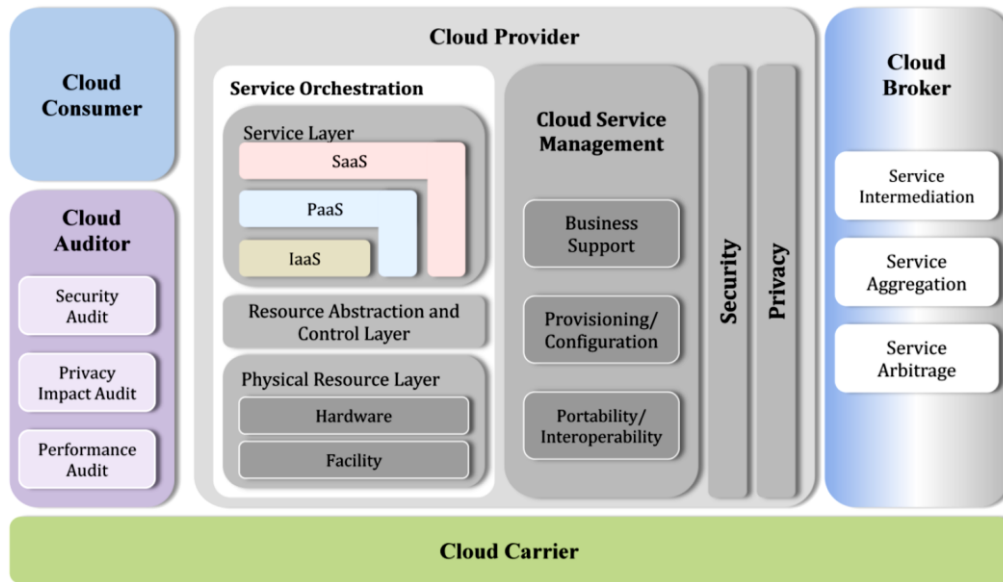 Cloud
Consumer
Cloud
Auditor
Security
Audit
Privacy
Impact Audit
Performance
Audit
Cloud Provider
Service Orchestration
Service Layer
SaaS
PaaS
IaaS
Resource Abstraction and
Control Layer
Physical Resource Layer
Hardware
Facility
Cloud Service
Management
Business
Support
Provisioning/
Configuration
Portability/
Interoperability
Security
Privacy
Cloud
Broker
Service
Intermediation
Service
Aggregation
Service
Arbitrage
Cloud Carrier